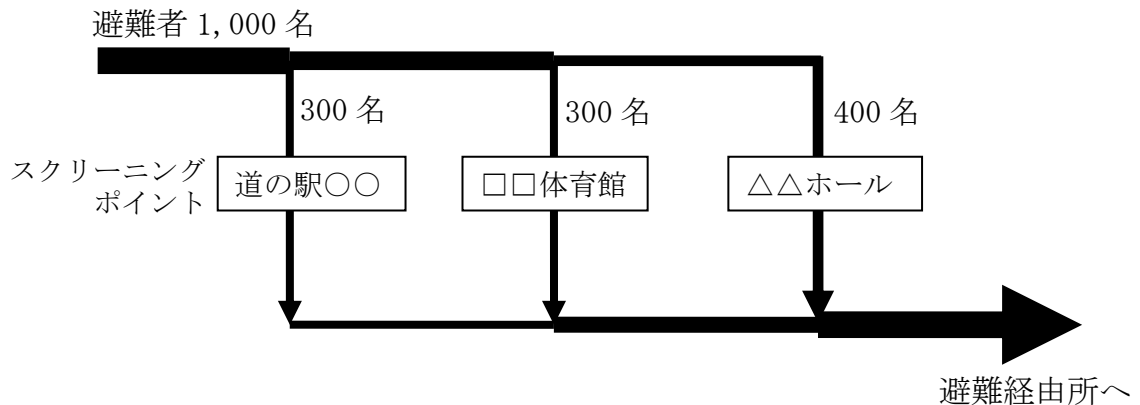 避難者 1,000 名
300 名
300 名
400 名
スクリーニング
ポイント
道の駅○○
□□体育館
△△ホール
避難経由所へ